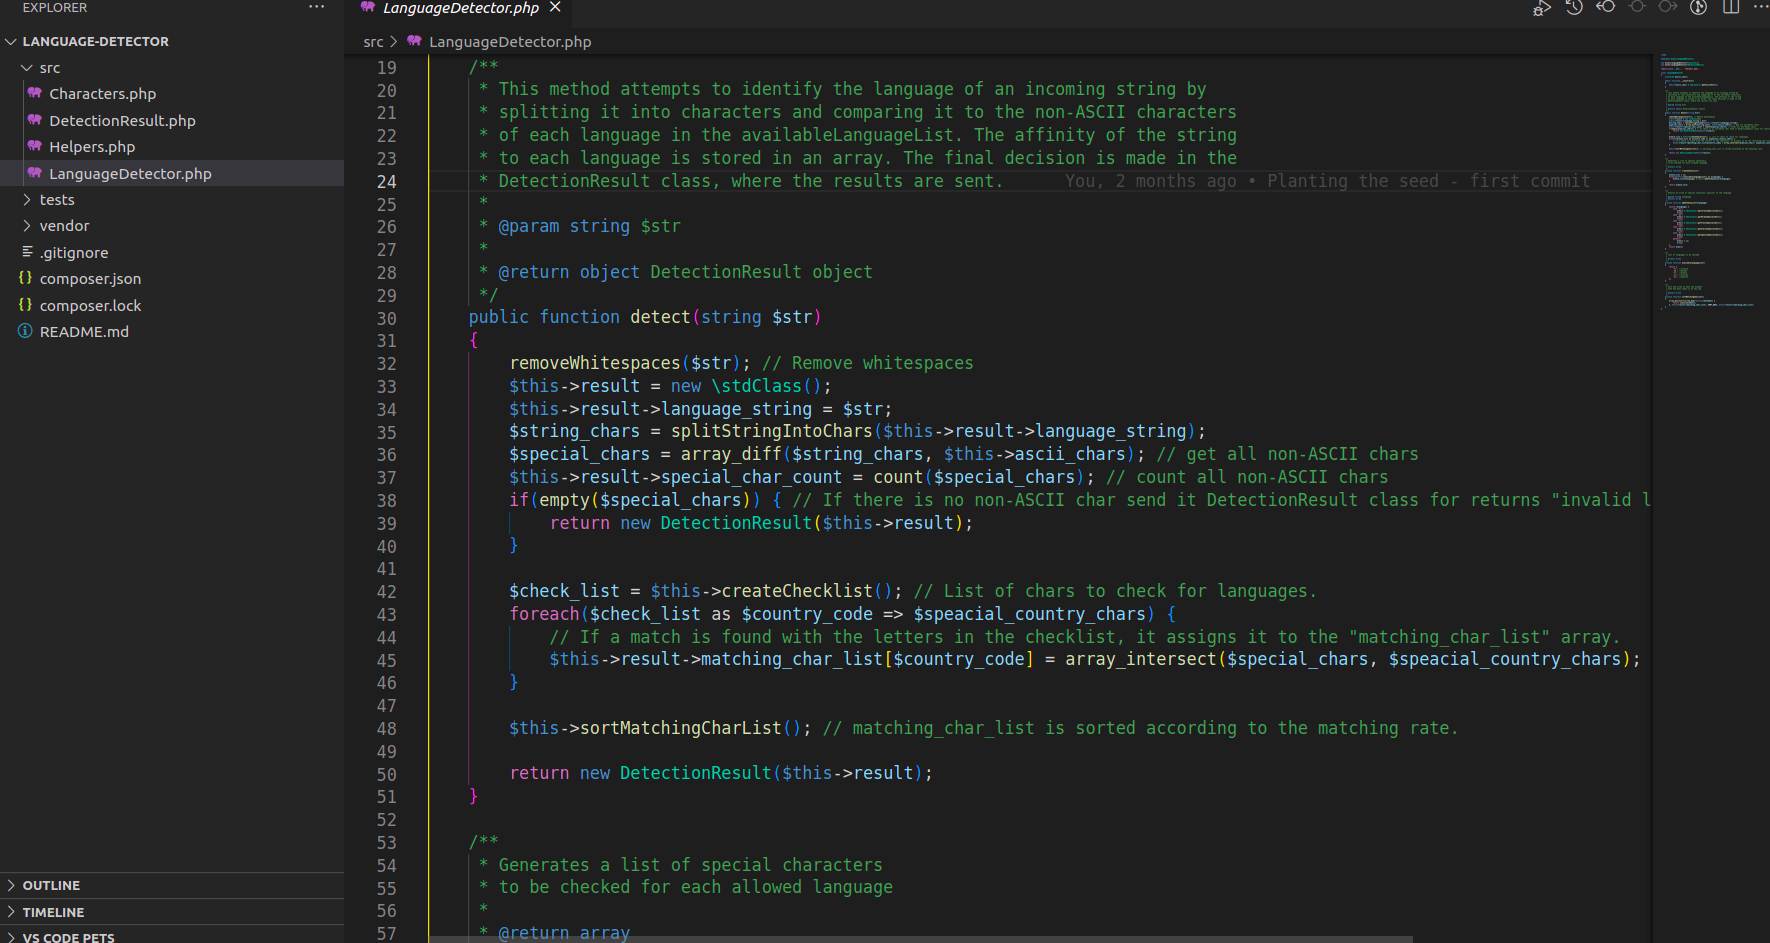 EXPLORER
LANGUAGE-DETECTOR
src
Characters.php
DetectionResult.php
Helpers.php
LanguageDetector.php
tests
vendor
.gitignore
composer.json
composer.lock
README.md
OUTLINE
TIMELINE
VS CODE PETS
LanguageDetector.php
src > LanguageDetector.php
19 /**
20 * This method attempts to identify the language of an incoming string by
21 * splitting it into characters and comparing it to the non-ASCII characters
22 * of each language in the availableLanguageList. The affinity of the string
23 * to each language is stored in an array. The final decision is made in the
24 * DetectionResult class, where the results are sent. You, 2 months ago • Planting the seed - first commit
25 *
26 * @param string $str
27 *
28 * @return object DetectionResult object
29 */
30 public function detect(string $str)
31 {
32 removeWhitespaces($str); // Remove whitespaces
33 $this->result = new \stdClass();
34 $this->result->language_string = $str;
35 $string_chars = splitStringIntoChars($this->result->language_string);
36 $special_chars = array_diff($string_chars, $this->ascii_chars); // get all non-ASCII chars
37 $this->result->special_char_count = count($special_chars); // count all non-ASCII chars
38 if(empty($special_chars)) { // If there is no non-ASCII char send it DetectionResult class for returns "invalid l
39 return new DetectionResult($this->result);
40 }
41
42 $check_list = $this->createChecklist(); // List of chars to check for languages.
43 foreach($check_list as $country_code => $speacial_country_chars) {
44 // If a match is found with the letters in the checklist, it assigns it to the "matching_char_list" array.
45 $this->result->matching_char_list[$country_code] = array_intersect($special_chars, $speacial_country_chars);
46 }
47
48 $this->sortMatchingCharList(); // matching_char_list is sorted according to the matching rate.
49
50 return new DetectionResult($this->result);
51 }
52
53 /**
54 * Generates a list of special characters
55 * to be checked for each allowed language
56 *
57 * @return array